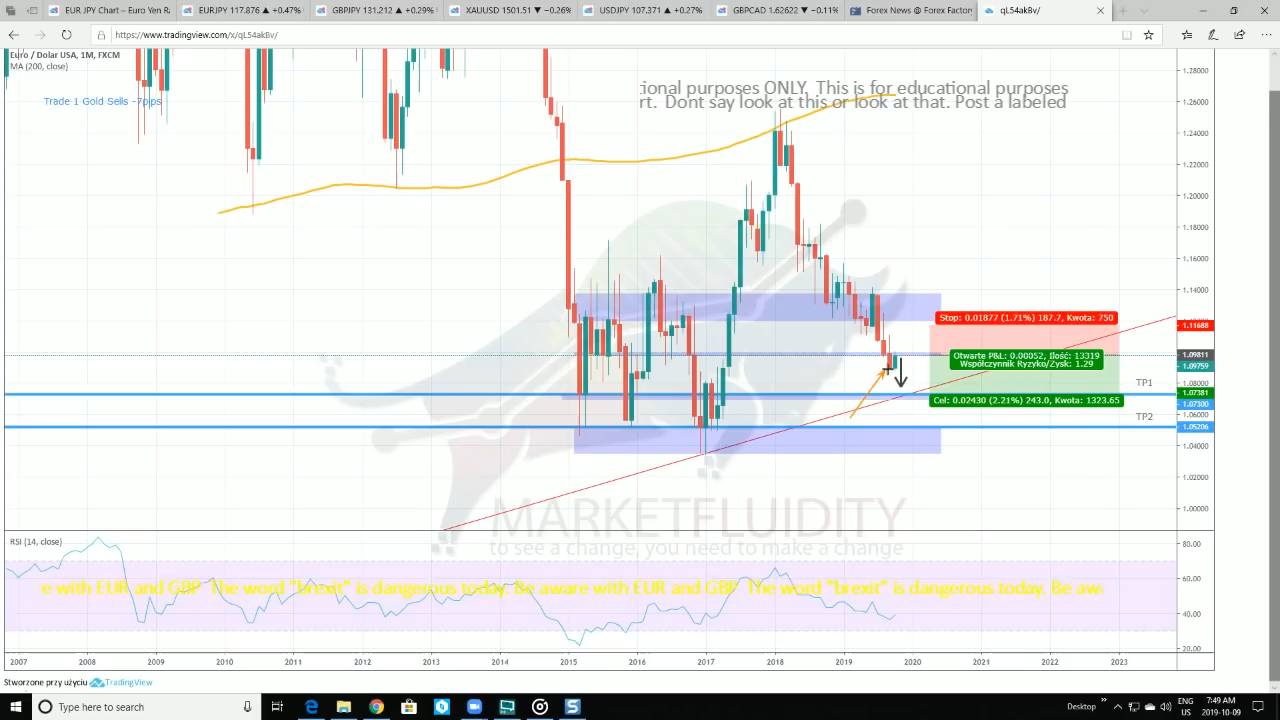 EUR JPY Chart – Euro Yen Ra
EURJPY 117.876 ▲ +0.47%
GBPJPY 131.212 ▲ +0.29%
XAUUSD 1501.51 ▼ −0.26%
USDJPY 107.371 ▲ +0.27%
GBPCAD 1.62622 ▼ −0.11%
Forex News @ Forex Factory
qL54akBv/
https://www.tradingview.com/x/qL54akBv/
Euro / Dolar USA, 1M, FXCM
MA (200, close)
Trade 1 Gold Sells -7pips
tional purposes ONLY. This is for educational purposes
rt. Dont say look at this or look at that. Post a labeled
1.28000
1.26000
1.24000
1.22000
1.20000
1.18000
1.16000
1.14000
Stop: 0.01877 (1.71%) 187.7, Kwota: 750
1.11688
Otwarte P&L: 0.00052, Ilość: 13319
Współczynnik Ryzyko/Zysk: 1.29
1.09811
1.09759
TP1
1.08000
1.07381
Cel: 0.02430 (2.21%) 243.0, Kwota: 1323.65
1.07300
TP2
1.06000
1.05206
1.04000
1.02000
1.00000
MARKETFLUIDITY
to see a change, you need to make a change
RSI (14, close)
80.00
60.00
e with EUR and GBP The word "brexit" is dangerous today. Be aware with EUR and GBP The word "brexit" is dangerous today. Be awa
40.00
20.00
2007 2008 2009 2010 2011 2012 2013 2014 2015 2016 2017 2018 2019 2020 2021 2022 2023
Stworzone przy użyciu TradingView
Type here to search
Desktop
ENG
US
7:49 AM
2019-10-09